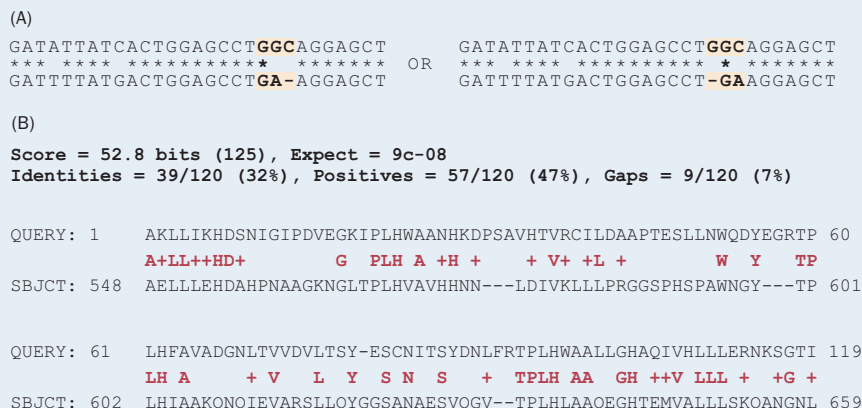 (A)
GATATTATCACTGGAGCCTGGCAGGAGCT GATATTATCACTGGAGCCTGGCAGGAGCT
*** **** *********** ******* OR *** **** ********** * *******
GATTTTATGACTGGAGCCTGA-AGGAGCT GATTTTATGACTGGAGCCT-GAAGGAGCT
(B)
Score = 52.8 bits (125), Expect = 9c-08
Identities = 39/120 (32%), Positives = 57/120 (47%), Gaps = 9/120 (7%)
QUERY: 1 AKLLIKHDSNIGIPDVEGKIPLHWAANHKDPSAVHTVRCILDAAPTESLLNWQDYEGRTP 60
A+LL++HD+ G PLH A +H + + V+ +L + W Y TP
SBJCT: 548 AELLLEHDAHPNAAGKNGLTPLHVAVHHNN---LDIVKLLLPRGGSPHSPAWNGY---TP 601
QUERY: 61 LHFAVADGNLTVVDVLTSY-ESCNITSYDNLFRTPLHWAALLGHAQIVHLLLERNKSGTI 119
LH A + V L Y S N S + TPLH AA GH ++V LLL + +G +
SBJCT: 602 LHIAAKQNQIEVARSLLQYGGSANAESVQGV--TPLHLAAQEGHTEMVALLLSKQANGNL 659